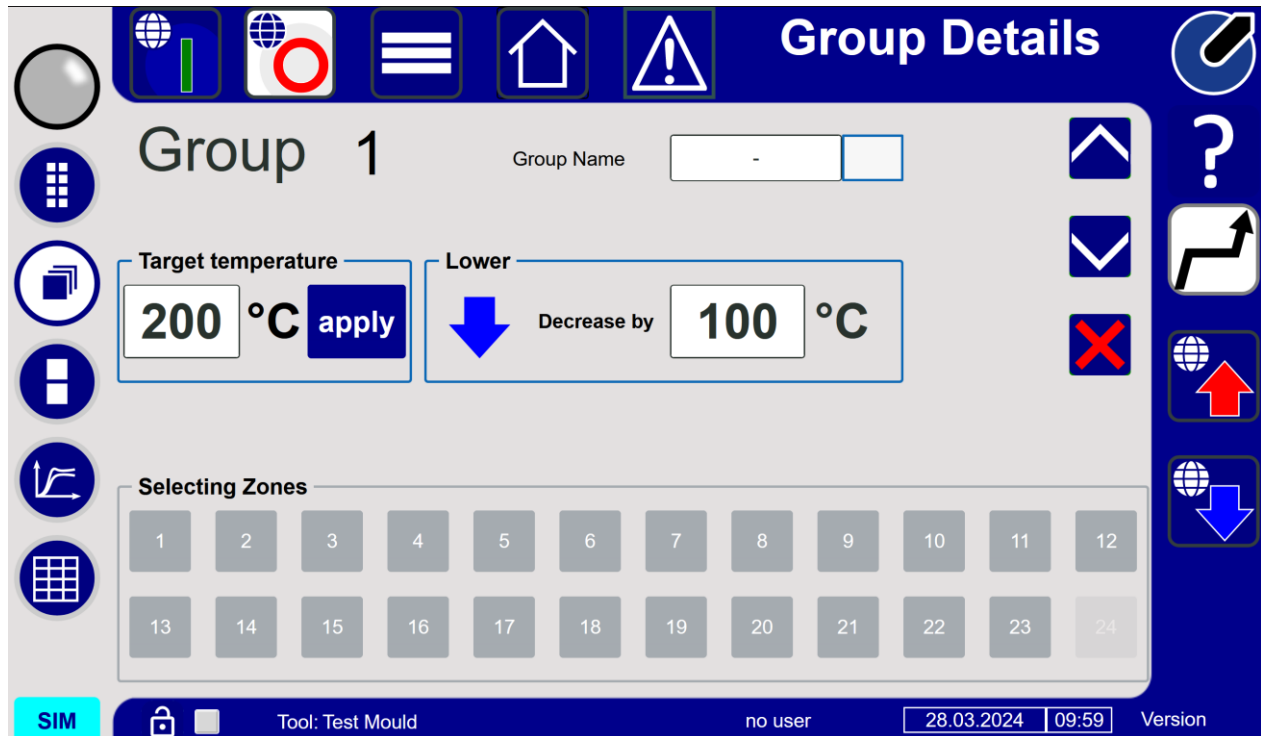 Group Details
Group 1
Group Name -
?
Target temperature
200 °C apply
Lower
Decrease by 100 °C
Selecting Zones
1 2 3 4 5 6 7 8 9 10 11 12
13 14 15 16 17 18 19 20 21 22 23 24
SIM Tool: Test Mould no user 28.03.2024 09:59 Version